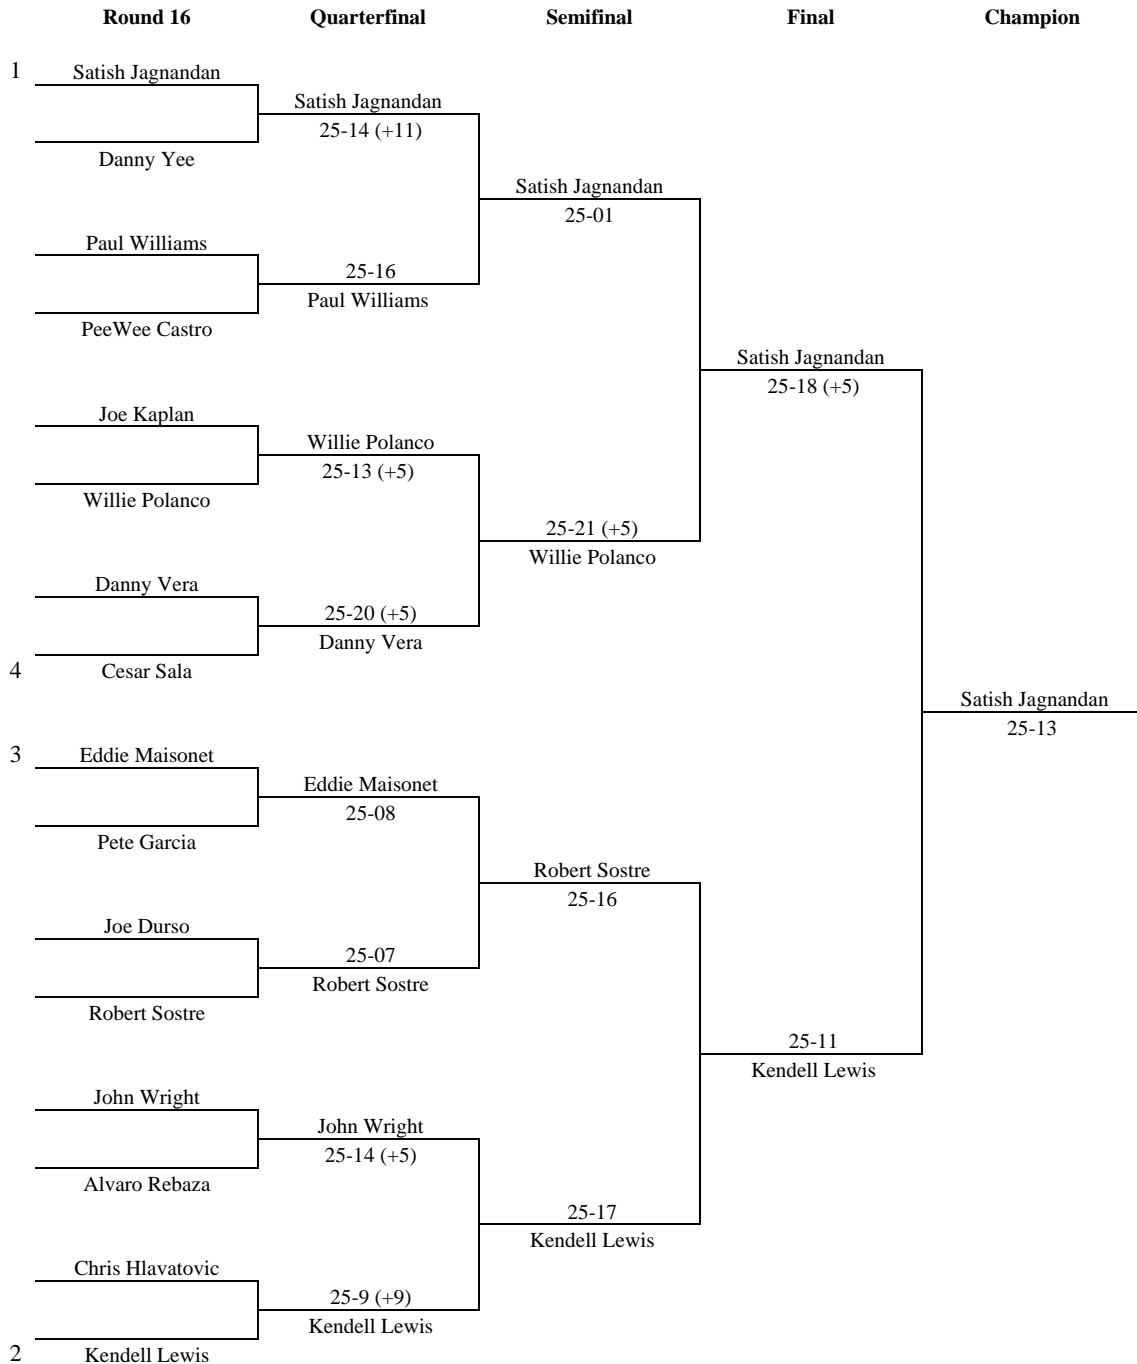 Round 16 Quarterfinal Semifinal Final Champion
1 Satish Jagnandan
Satish Jagnandan
25-14 (+11)
Danny Yee
Satish Jagnandan
25-01
Paul Williams
25-16
Paul Williams
PeeWee Castro
Satish Jagnandan
25-18 (+5)
Joe Kaplan
Willie Polanco
25-13 (+5)
Willie Polanco
25-21 (+5)
Willie Polanco
Danny Vera
25-20 (+5)
Danny Vera
4 Cesar Sala
Satish Jagnandan
25-13
3 Eddie Maisonet
Eddie Maisonet
25-08
Pete Garcia
Robert Sostre
25-16
Joe Durso
25-07
Robert Sostre
Robert Sostre
25-11
Kendell Lewis
John Wright
John Wright
25-14 (+5)
Alvaro Rebaza
25-17
Kendell Lewis
Chris Hlavatovic
25-9 (+9)
Kendell Lewis
2 Kendell Lewis